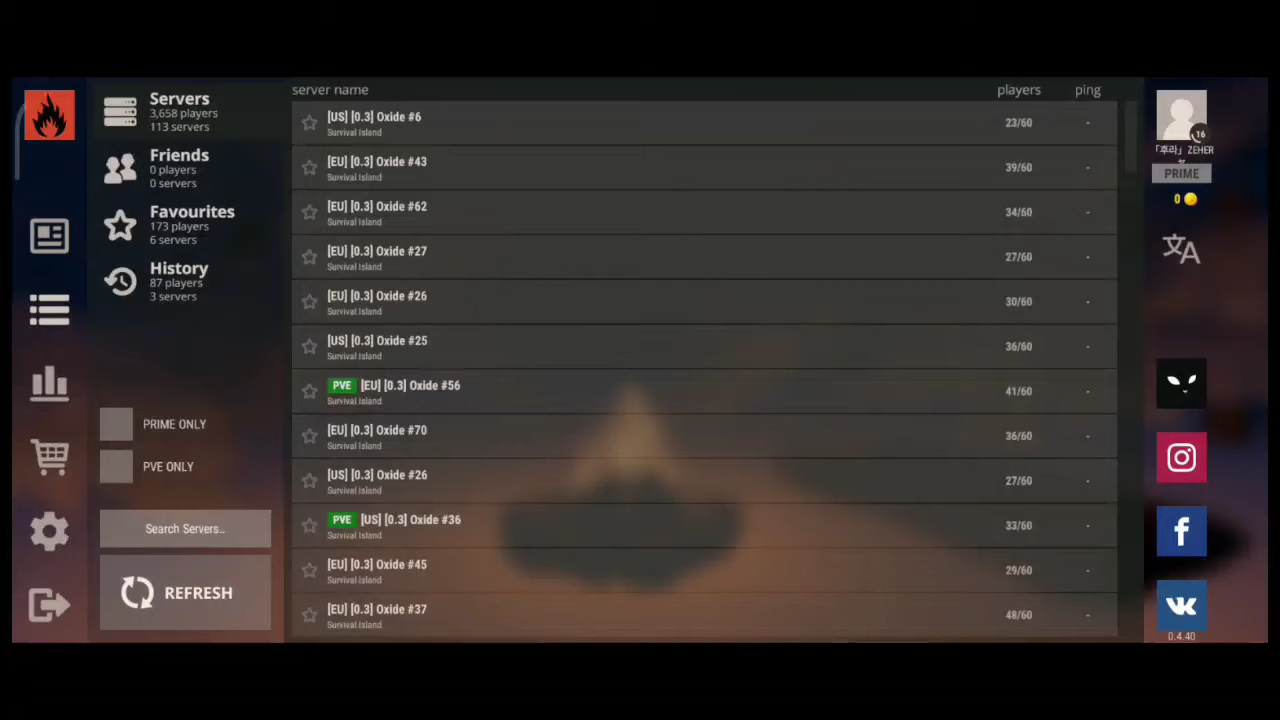 Servers
3,658 players
113 servers
Friends
0 players
0 servers
Favourites
173 players
6 servers
History
87 players
3 servers
PRIME ONLY
PVE ONLY
Search Servers..
REFRESH
server name players ping
[US] [0.3] Oxide #6 23/60 -
Survival Island
[EU] [0.3] Oxide #43 39/60 -
Survival Island
[EU] [0.3] Oxide #62 34/60 -
Survival Island
[EU] [0.3] Oxide #27 27/60 -
Survival Island
[EU] [0.3] Oxide #26 30/60 -
Survival Island
[US] [0.3] Oxide #25 36/60 -
Survival Island
PVE [EU] [0.3] Oxide #56 41/60 -
Survival Island
[EU] [0.3] Oxide #70 36/60 -
Survival Island
[US] [0.3] Oxide #26 27/60 -
Survival Island
PVE [US] [0.3] Oxide #36 33/60 -
Survival Island
[EU] [0.3] Oxide #45 29/60 -
Survival Island
[EU] [0.3] Oxide #37 48/60 -
Survival Island
16
「후라」 ZEHER
PRIME
0
文A
0.4.40